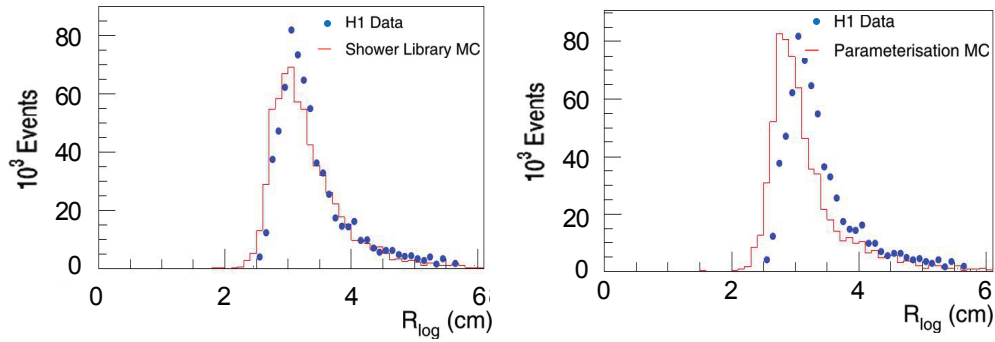 H1 Data
Shower Library MC
80
60
40
20
0
10³ Events
0
2
4
6
R_log (cm)
H1 Data
Parameterisation MC
80
60
40
20
0
10³ Events
0
2
4
6
R_log (cm)